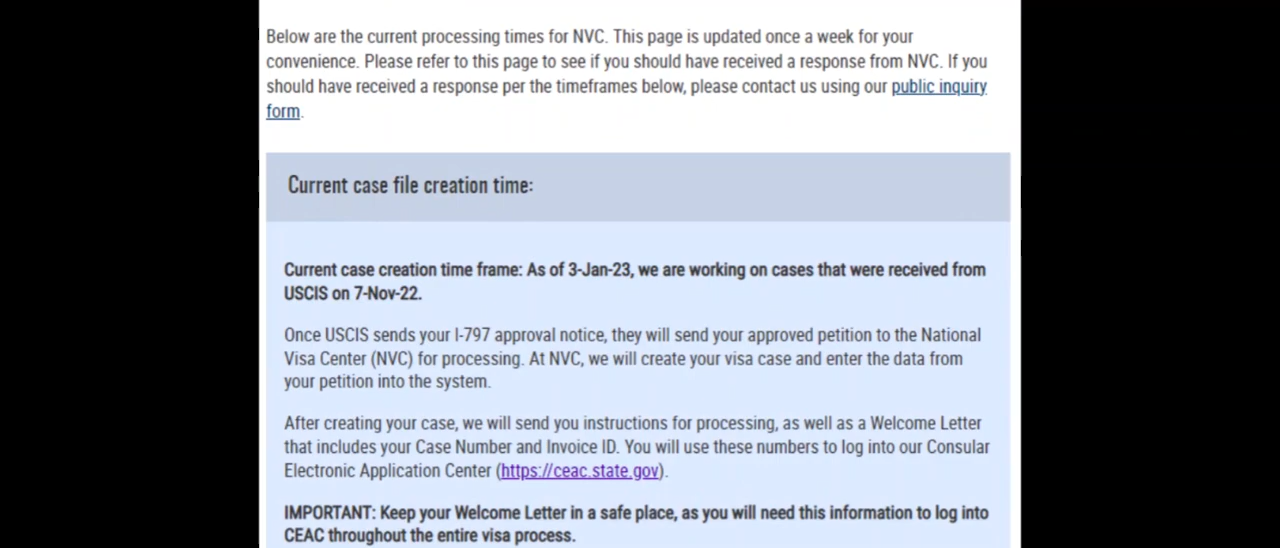 Below are the current processing times for NVC. This page is updated once a week for your
convenience. Please refer to this page to see if you should have received a response from NVC. If you
should have received a response per the timeframes below, please contact us using our public inquiry
form.
Current case file creation time:
Current case creation time frame: As of 3-Jan-23, we are working on cases that were received from
USCIS on 7-Nov-22.
Once USCIS sends your I-797 approval notice, they will send your approved petition to the National
Visa Center (NVC) for processing. At NVC, we will create your visa case and enter the data from
your petition into the system.
After creating your case, we will send you instructions for processing, as well as a Welcome Letter
that includes your Case Number and Invoice ID. You will use these numbers to log into our Consular
Electronic Application Center (https://ceac.state.gov).
IMPORTANT: Keep your Welcome Letter in a safe place, as you will need this information to log into
CEAC throughout the entire visa process.